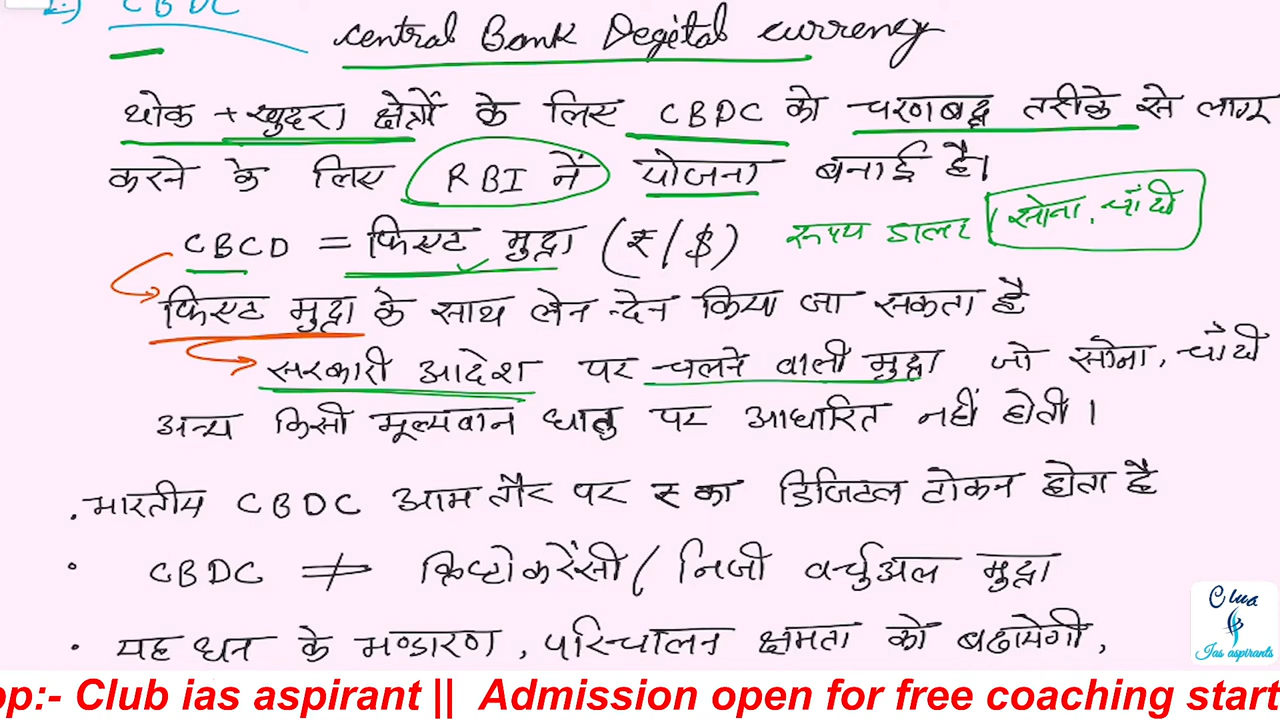 2.) CBDC
Central Bank Degital Currency
थोक + खुदरा क्षेत्रों के लिए CBDC को चरणबद्ध तरीके से लागू
करने के लिए RBI नें योजना बनाई है।
CBCD = फिएट मुद्रा (₹/$) रुपय डालर सोना, चाँदी
फिएट मुद्रा के साथ लेन-देन किया जा सकता है
सरकारी आदेश पर चलने वाली मुद्रा जो सोना, चाँदी
अन्य किसी मूल्यवान धातु पर आधारित नहीं होती।
. भारतीय CBDC आम तौर पर ₹ का डिजिटल टोकन होता है
• CBDC ≠ क्रिप्टोकरेंसी / निजी वर्चुअल मुद्रा
• यह धन के भण्डारण, परिचालन क्षमता को बढायेगी,
Club
Ias aspirants
op:- Club ias aspirant || Admission open for free coaching start